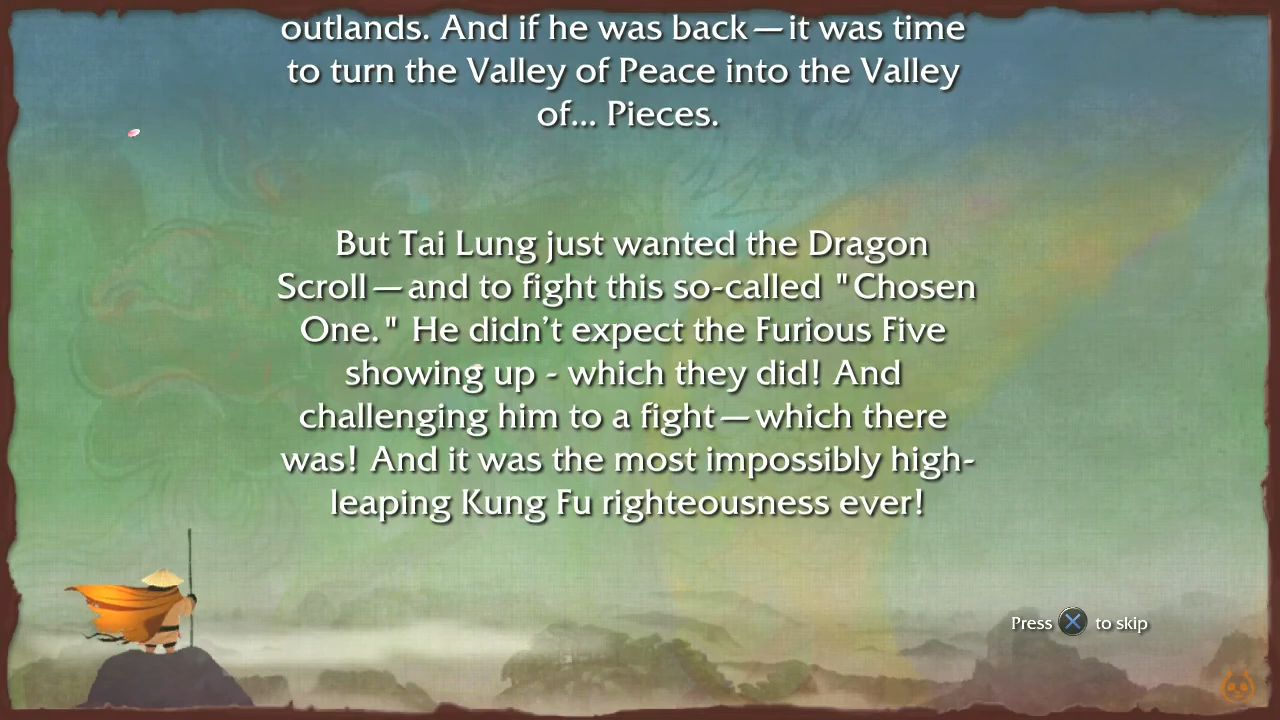 outlands. And if he was back—it was time
to turn the Valley of Peace into the Valley
of... Pieces.
But Tai Lung just wanted the Dragon
Scroll—and to fight this so-called "Chosen
One." He didn't expect the Furious Five
showing up - which they did! And
challenging him to a fight—which there
was! And it was the most impossibly high-
leaping Kung Fu righteousness ever!
Press X to skip